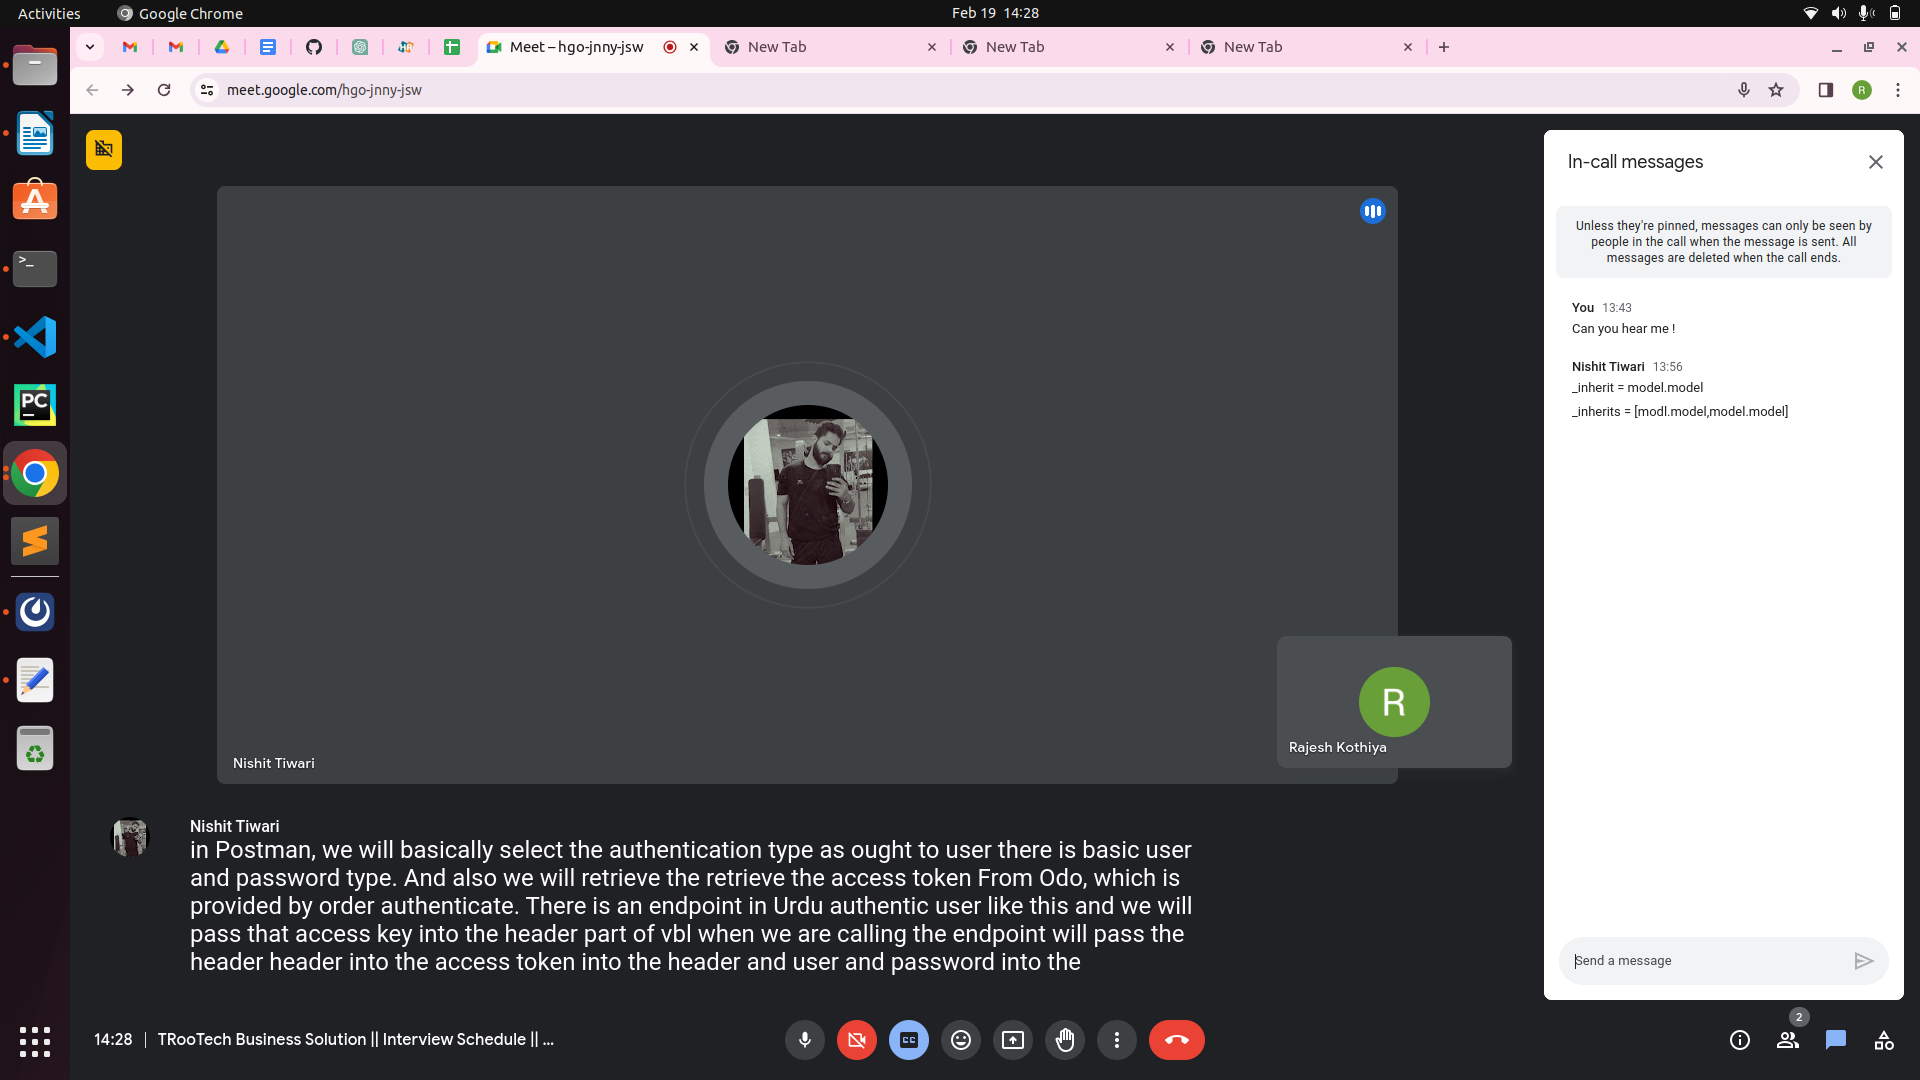 Activities
Google Chrome
Feb 19 14:28
Meet – hgo-jnny-jsw
New Tab
New Tab
New Tab
meet.google.com/hgo-jnny-jsw
R
In-call messages
Unless they're pinned, messages can only be seen by
people in the call when the message is sent. All
messages are deleted when the call ends.
You 13:43
Can you hear me !
Nishit Tiwari 13:56
_inherit = model.model
_inherits = [modl.model,model.model]
PC
R
Rajesh Kothiya
Nishit Tiwari
Nishit Tiwari
in Postman, we will basically select the authentication type as ought to user there is basic user
and password type. And also we will retrieve the retrieve the access token From Odo, which is
provided by order authenticate. There is an endpoint in Urdu authentic user like this and we will
pass that access key into the header part of vbl when we are calling the endpoint will pass the
header header into the access token into the header and user and password into the
Send a message
14:28 | TRooTech Business Solution || Interview Schedule || ...
CC
2